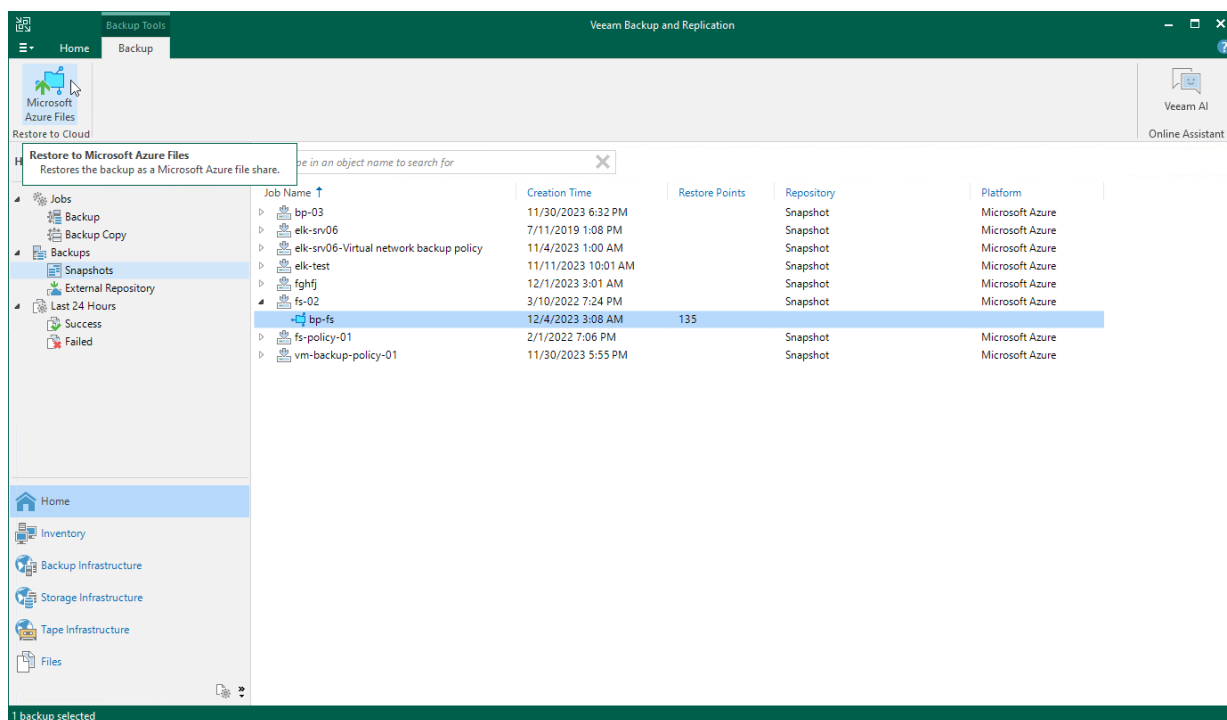 Backup Tools
Veeam Backup and Replication
Home Backup
Microsoft
Azure Files
Restore to Cloud
Veeam AI
Online Assistant
Restore to Microsoft Azure Files
Restores the backup as a Microsoft Azure file share.
in an object name to search for
Jobs
Backup
Backup Copy
Backups
Snapshots
External Repository
Last 24 Hours
Success
Failed
Job Name Creation Time Restore Points Repository Platform
bp-03 11/30/2023 6:32 PM Snapshot Microsoft Azure
elk-srv06 7/11/2019 1:08 PM Snapshot Microsoft Azure
elk-srv06-Virtual network backup policy 11/4/2023 1:00 AM Snapshot Microsoft Azure
elk-test 11/11/2023 10:01 AM Snapshot Microsoft Azure
fghfj 12/1/2023 3:01 AM Snapshot Microsoft Azure
fs-02 3/10/2022 7:24 PM Snapshot Microsoft Azure
bp-fs 12/4/2023 3:08 AM 135
fs-policy-01 2/1/2022 7:06 PM Snapshot Microsoft Azure
vm-backup-policy-01 11/30/2023 5:55 PM Snapshot Microsoft Azure
Home
Inventory
Backup Infrastructure
Storage Infrastructure
Tape Infrastructure
Files
1 backup selected